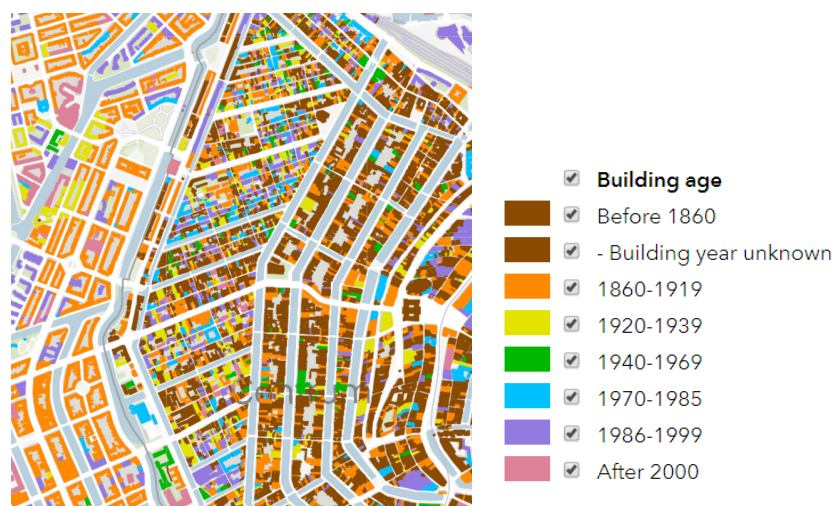 Centrum
Building age
Before 1860
- Building year unknown
1860-1919
1920-1939
1940-1969
1970-1985
1986-1999
After 2000